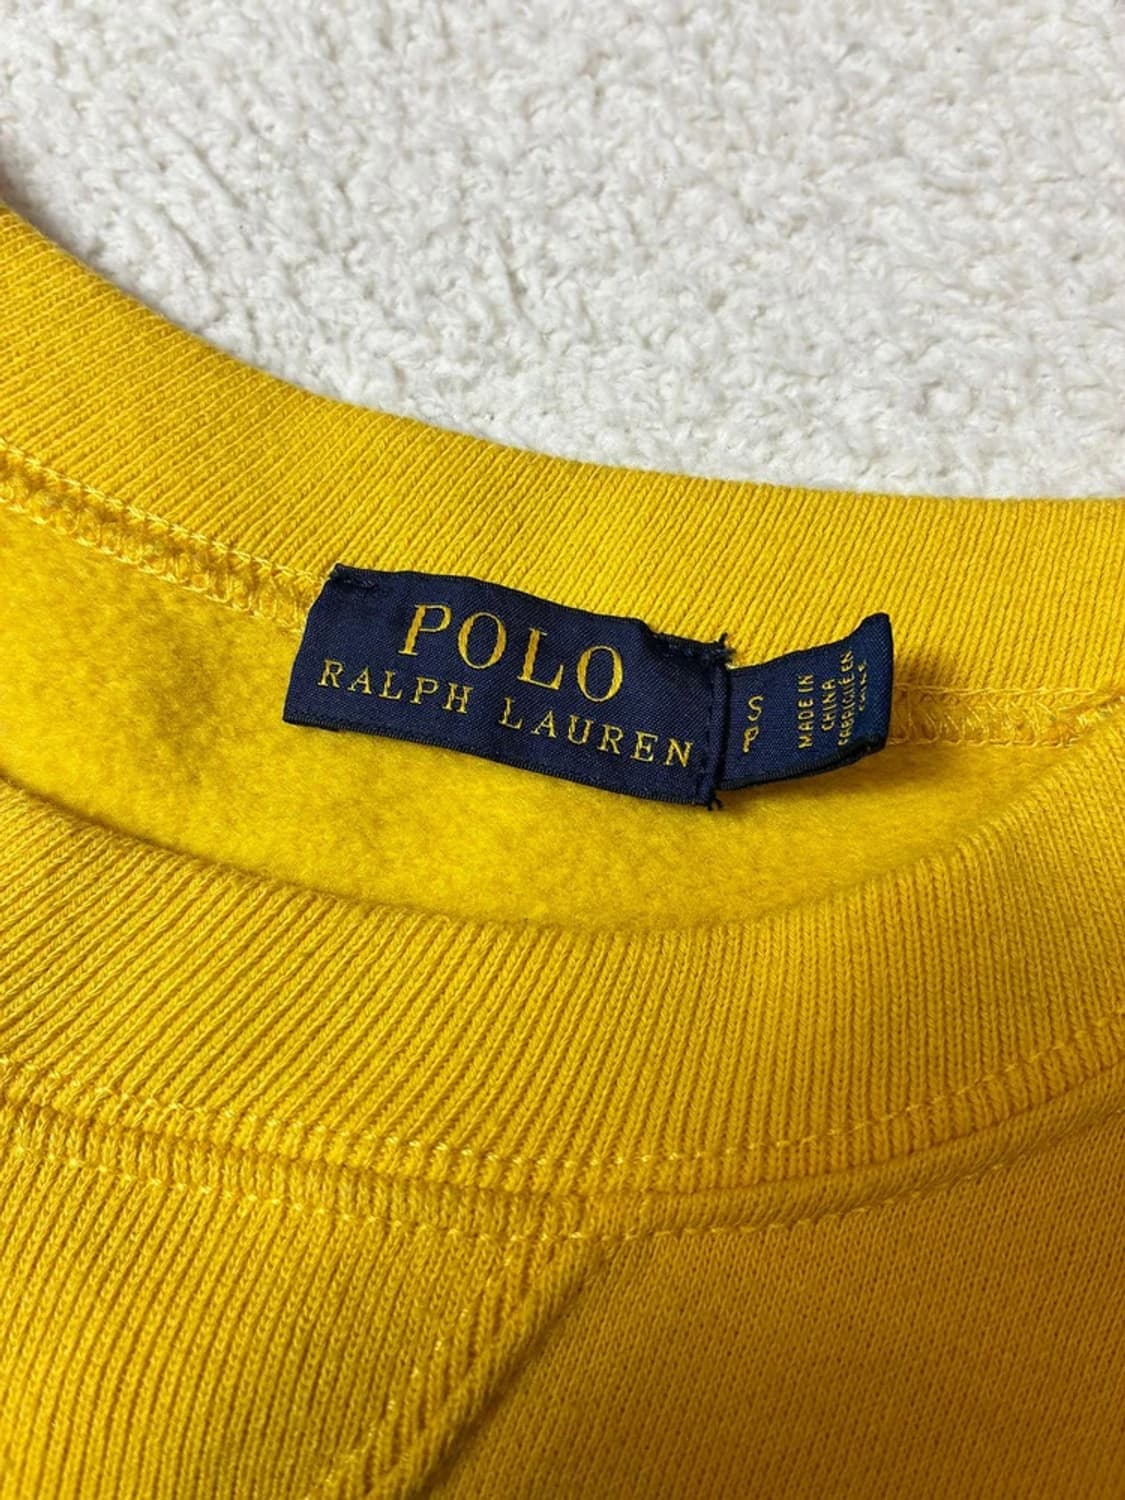 POLO
RALPH LAUREN
S
P
MADE IN
CHINA
FABRIQUÉ EN
CHINE